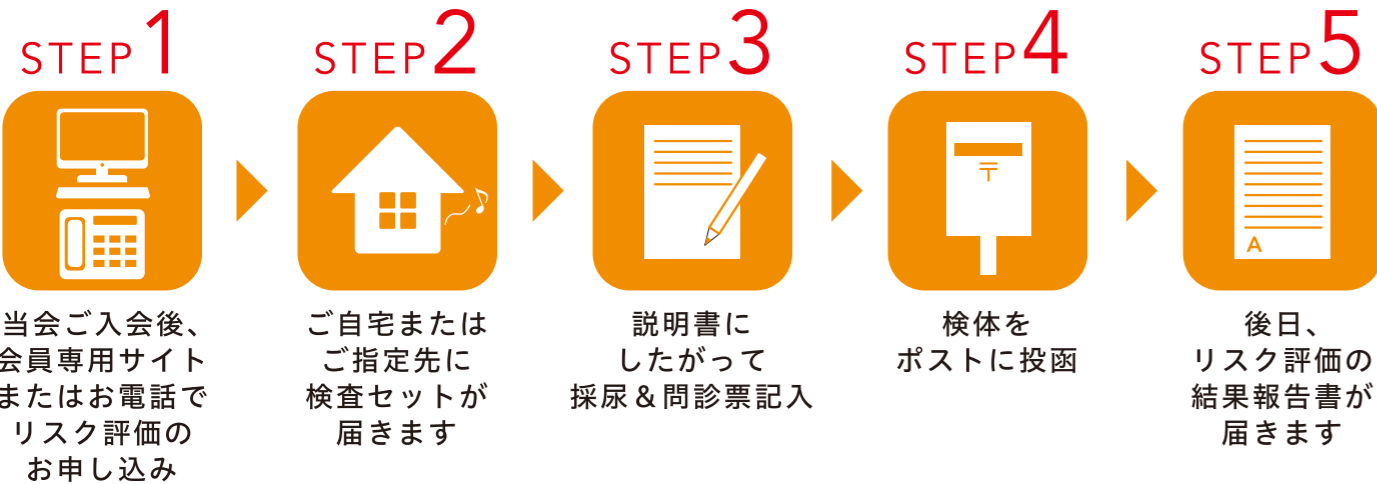 STEP1
当会ご入会後、
会員専用サイト
またはお電話で
リスク評価の
お申し込み
STEP2
ご自宅または
ご指定先に
検査セットが
届きます
STEP3
説明書に
したがって
採尿&問診票記入
STEP4
〒
検体を
ポストに投函
STEP5
A
後日、
リスク評価の
結果報告書が
届きます